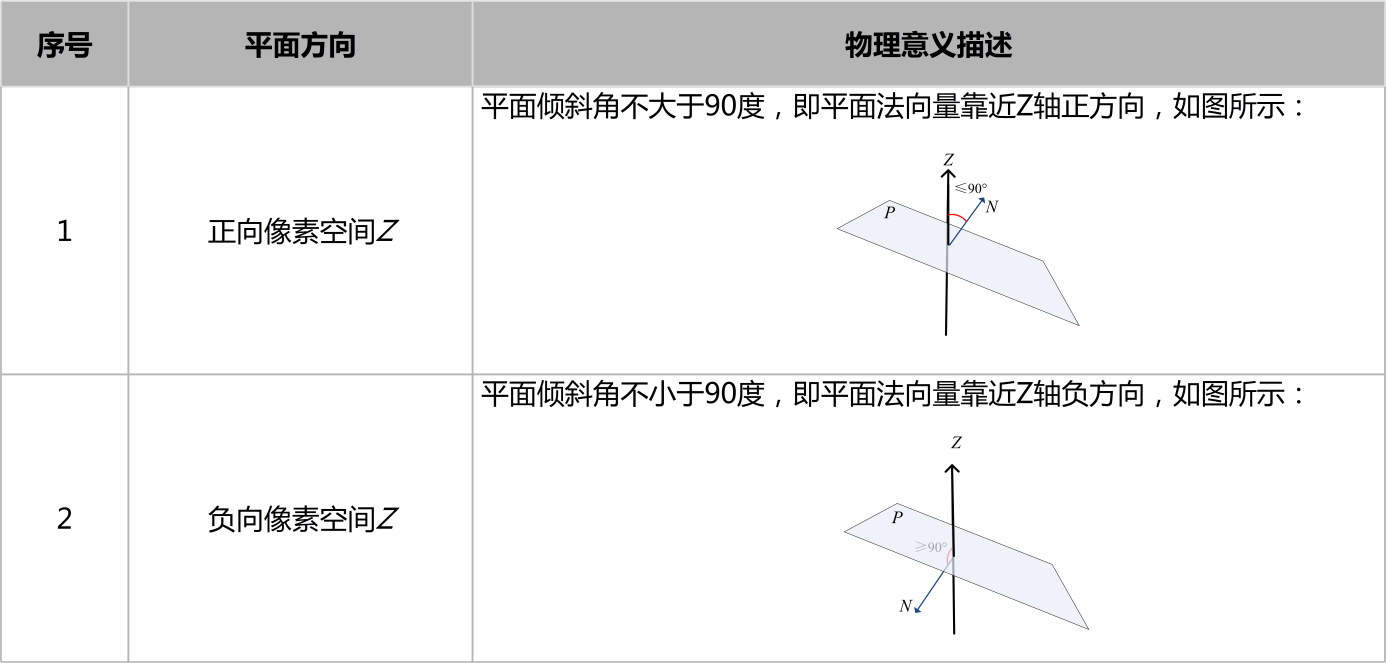 序号 平面方向 物理意义描述
平面倾斜角不大于90度，即平面法向量靠近Z轴正方向，如图所示：
Z
≤90°
N
P
1 正向像素空间Z
平面倾斜角不小于90度，即平面法向量靠近Z轴负方向，如图所示：
Z
P
≥90°
N
2 负向像素空间Z